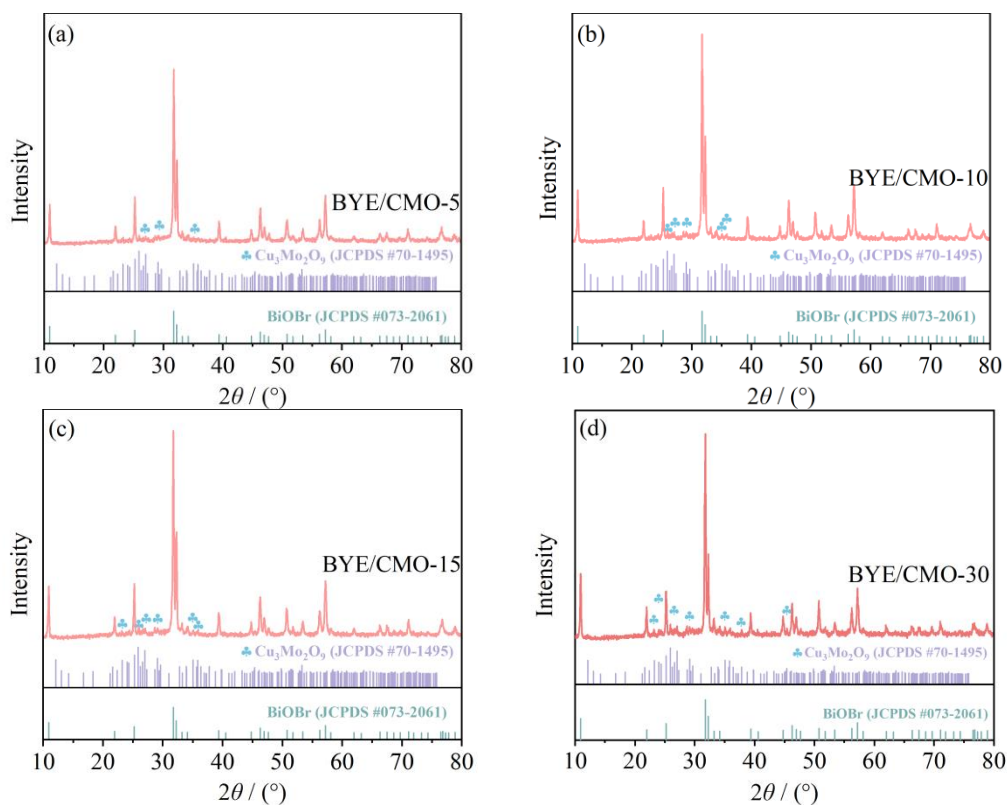 (a)
Intensity
BYE/CMO-5
♣Cu₃Mo₂O₉ (JCPDS #70-1495)
BiOBr (JCPDS #073-2061)
10 20 30 40 50 60 70 80
2θ / (°)
(b)
Intensity
BYE/CMO-10
♣Cu₃Mo₂O₉ (JCPDS #70-1495)
BiOBr (JCPDS #073-2061)
10 20 30 40 50 60 70 80
2θ / (°)
(c)
Intensity
BYE/CMO-15
♣Cu₃Mo₂O₉ (JCPDS #70-1495)
BiOBr (JCPDS #073-2061)
10 20 30 40 50 60 70 80
2θ / (°)
(d)
Intensity
BYE/CMO-30
♣Cu₃Mo₂O₉ (JCPDS #70-1495)
BiOBr (JCPDS #073-2061)
10 20 30 40 50 60 70 80
2θ / (°)